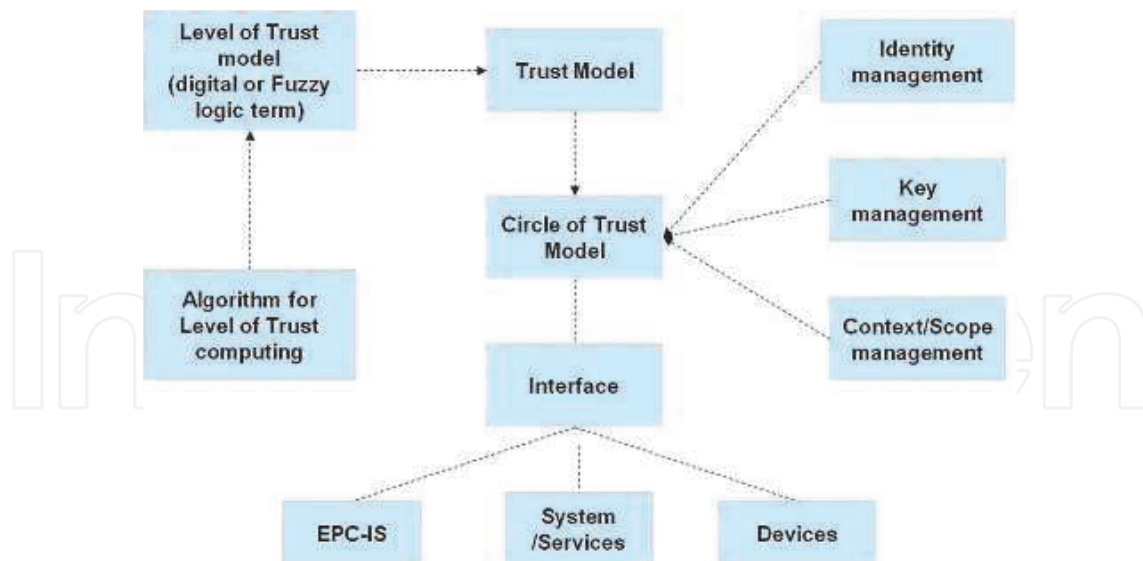 Level of Trust
model
(digital or Fuzzy
logic term)
Trust Model
Identity
management
Key
management
Circle of Trust
Model
Algorithm for
Level of Trust
computing
Context/Scope
management
Interface
EPC-IS
System
/Services
Devices